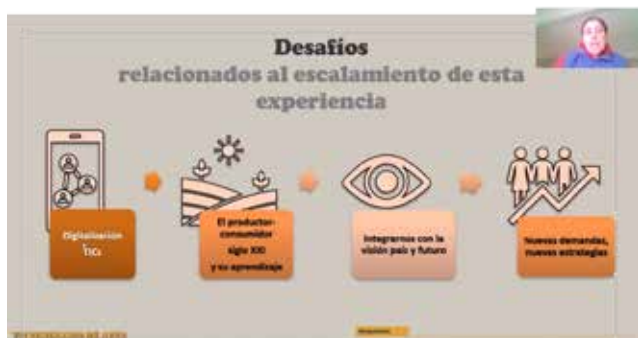 Desafíos
relacionados al escalamiento de esta
experiencia
Digitalización
TICs
El productor-
consumidor
siglo XXI
y su aprendizaje
Integrarnos con la
visión país y futuro
Nuevas demandas,
nuevas estrategias